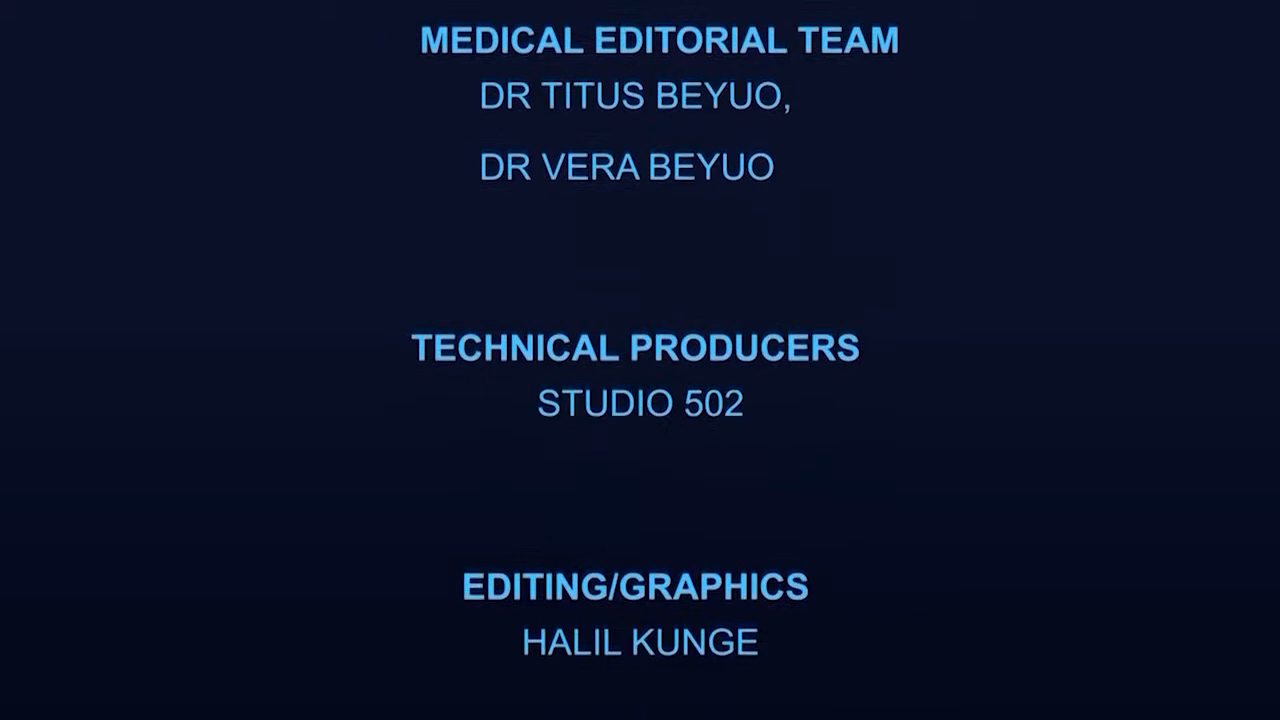 MEDICAL EDITORIAL TEAM
DR TITUS BEYUO,
DR VERA BEYUO
TECHNICAL PRODUCERS
STUDIO 502
EDITING/GRAPHICS
HALIL KUNGE